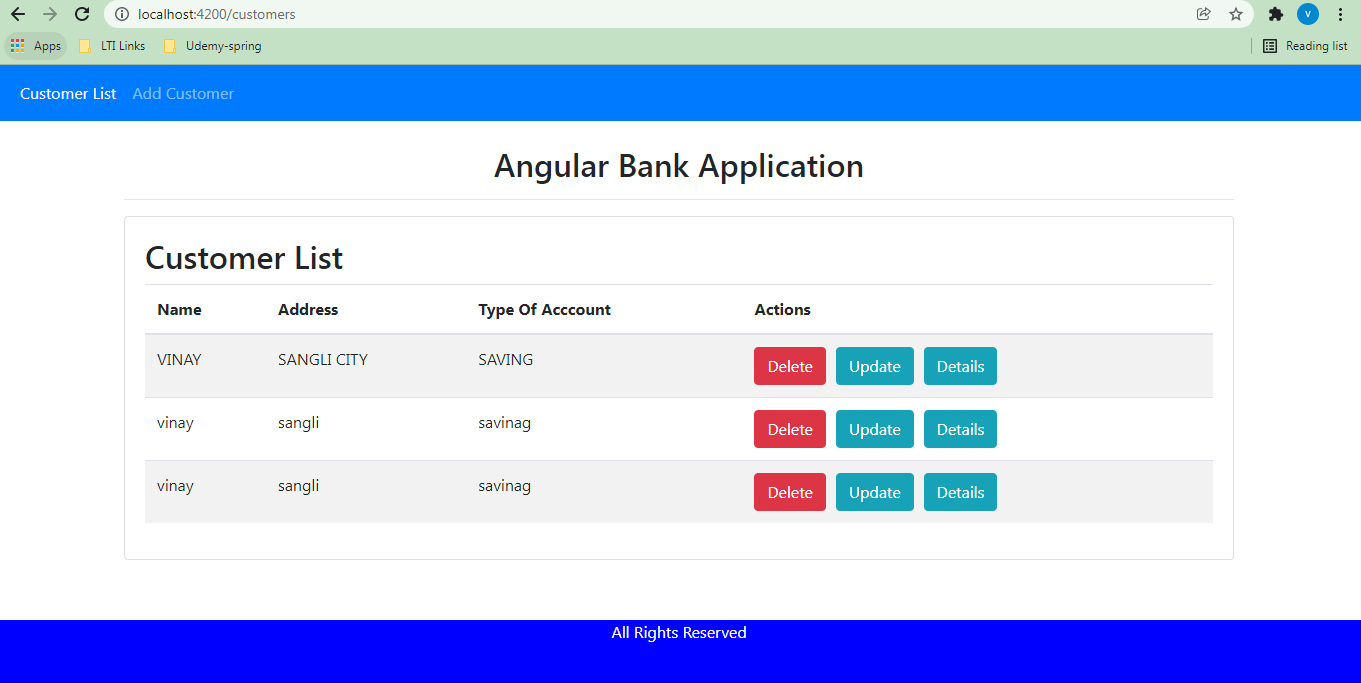 localhost:4200/customers
V
Apps LTI Links Udemy-spring Reading list
Customer List Add Customer
Angular Bank Application
Customer List
Name Address Type Of Acccount Actions
VINAY SANGLI CITY SAVING Delete Update Details
vinay sangli savinag Delete Update Details
vinay sangli savinag Delete Update Details
All Rights Reserved